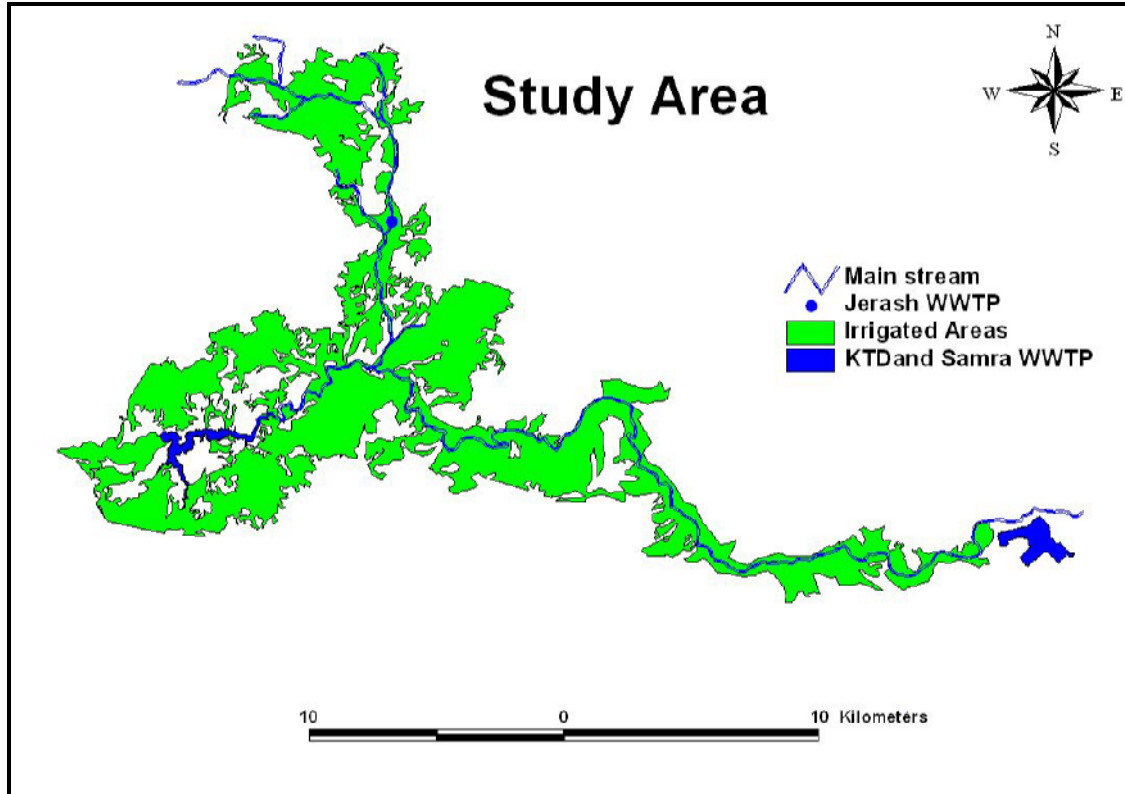 Study Area
N
W E
S
Main stream
Jerash WWTP
Irrigated Areas
KTDand Samra WWTP
10 0 10 Kilometers